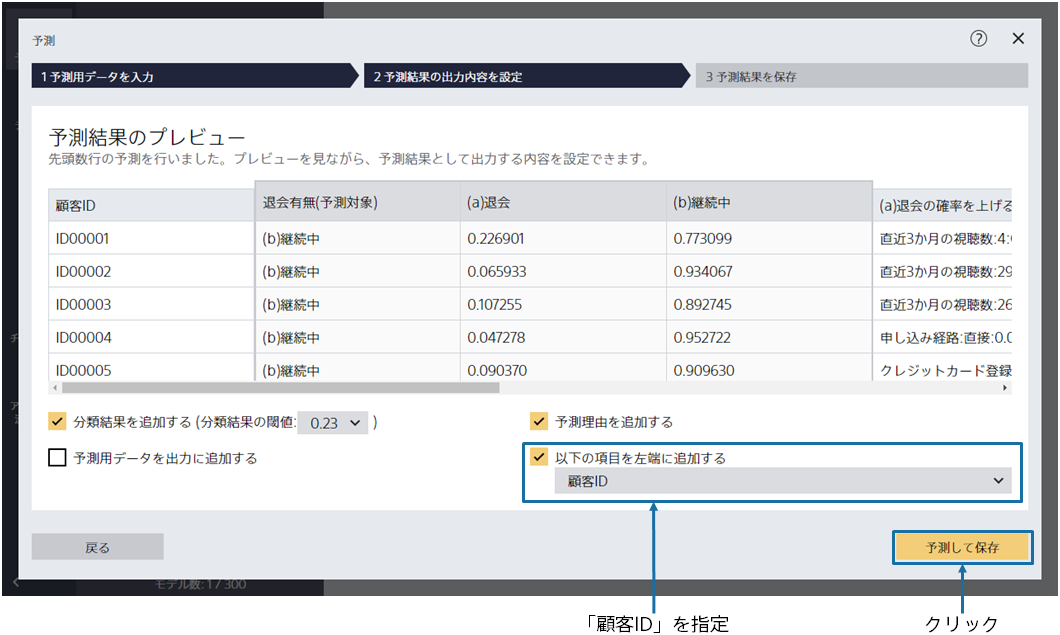 予測
1 予測用データを入力 2 予測結果の出力内容を設定 3 予測結果を保存
予測結果のプレビュー
先頭数行の予測を行いました。プレビューを見ながら、予測結果として出力する内容を設定できます。
顧客ID 退会有無(予測対象) (a)退会 (b)継続中 (a)退会の確率を上げる
ID00001 (b)継続中 0.226901 0.773099 直近3か月の視聴数:4:
ID00002 (b)継続中 0.065933 0.934067 直近3か月の視聴数:29
ID00003 (b)継続中 0.107255 0.892745 直近3か月の視聴数:26
ID00004 (b)継続中 0.047278 0.952722 申し込み経路:直接:0.0
ID00005 (b)継続中 0.090370 0.909630 クレジットカード登録
分類結果を追加する (分類結果の閾値: 0.23 ) 予測理由を追加する
予測用データを出力に追加する 以下の項目を左端に追加する
顧客ID
戻る 予測して保存
モデル数: 1 / 300
「顧客ID」を指定 クリック